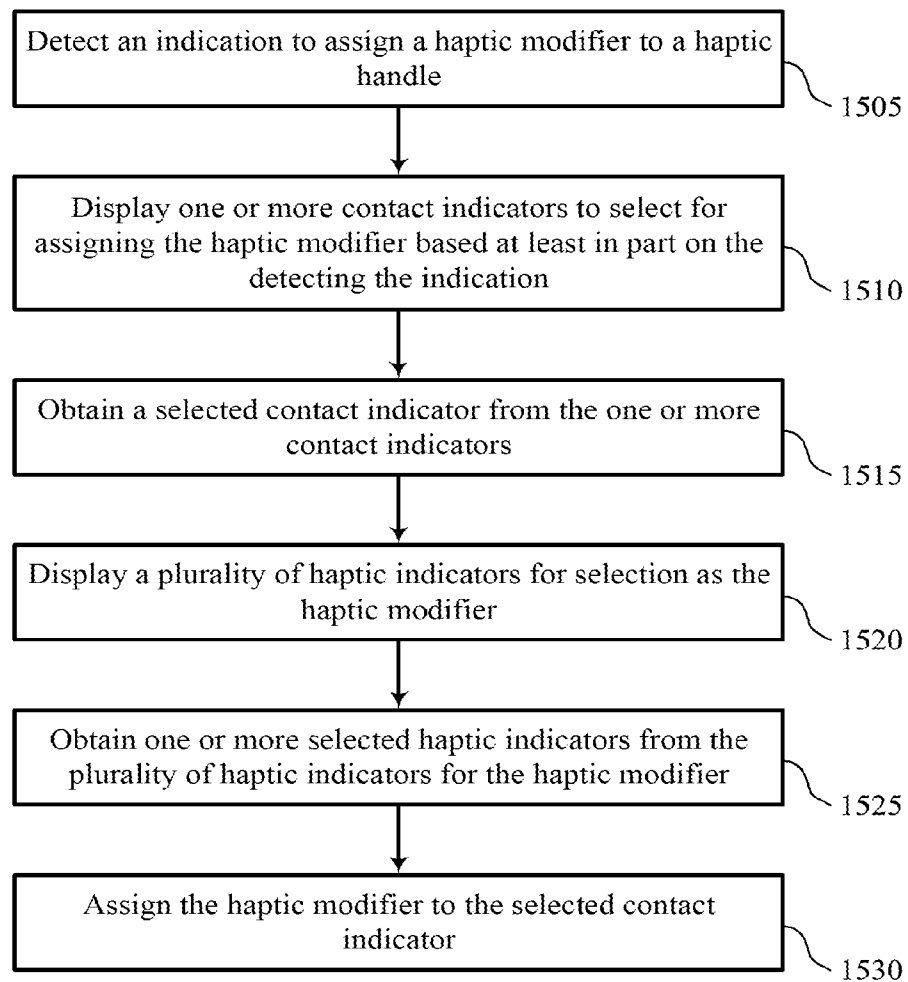 Detect an indication to assign a haptic modifier to a haptic
handle
1505
Display one or more contact indicators to select for
assigning the haptic modifier based at least in part on the
detecting the indication
1510
Obtain a selected contact indicator from the one or more
contact indicators
1515
Display a plurality of haptic indicators for selection as the
haptic modifier
1520
Obtain one or more selected haptic indicators from the
plurality of haptic indicators for the haptic modifier
1525
Assign the haptic modifier to the selected contact
indicator
1530